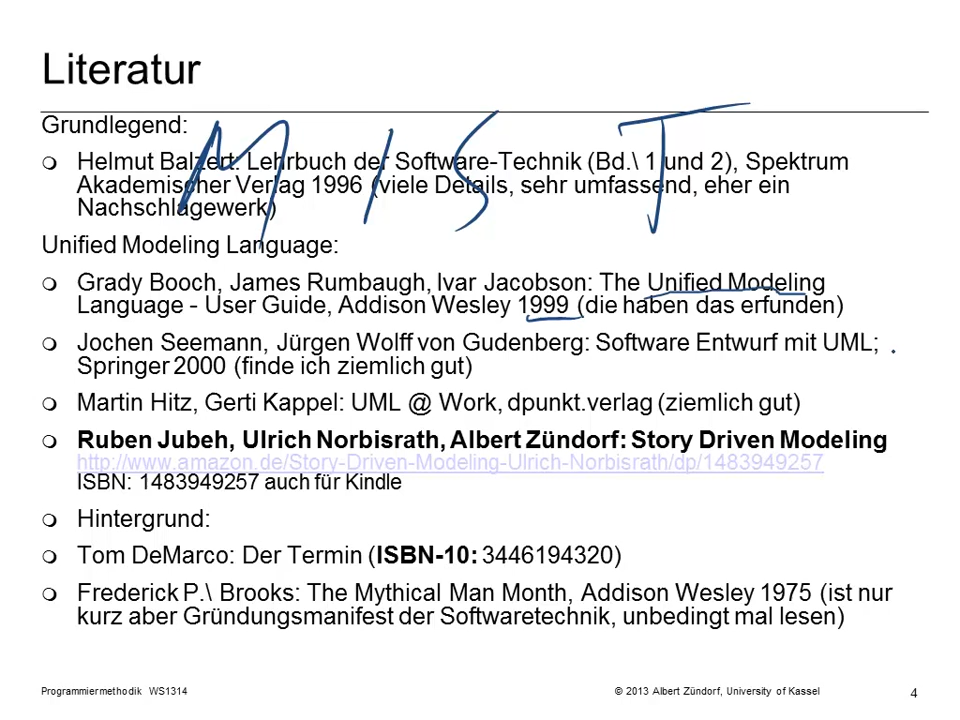 Literatur
Grundlegend:
M I S T
Helmut Balzert: Lehrbuch der Software-Technik (Bd.\ 1 und 2), Spektrum
Akademischer Verlag 1996 (viele Details, sehr umfassend, eher ein
Nachschlagewerk)
Unified Modeling Language:
Grady Booch, James Rumbaugh, Ivar Jacobson: The Unified Modeling
Language - User Guide, Addison Wesley 1999 (die haben das erfunden)
Jochen Seemann, Jürgen Wolff von Gudenberg: Software Entwurf mit UML;
Springer 2000 (finde ich ziemlich gut)
Martin Hitz, Gerti Kappel: UML @ Work, dpunkt.verlag (ziemlich gut)
Ruben Jubeh, Ulrich Norbisrath, Albert Zündorf: Story Driven Modeling
http://www.amazon.de/Story-Driven-Modeling-Ulrich-Norbisrath/dp/1483949257
ISBN: 1483949257 auch für Kindle
Hintergrund:
Tom DeMarco: Der Termin (ISBN-10: 3446194320)
Frederick P.\ Brooks: The Mythical Man Month, Addison Wesley 1975 (ist nur
kurz aber Gründungsmanifest der Softwaretechnik, unbedingt mal lesen)
Programmiermethodik WS1314
© 2013 Albert Zündorf, University of Kassel
4